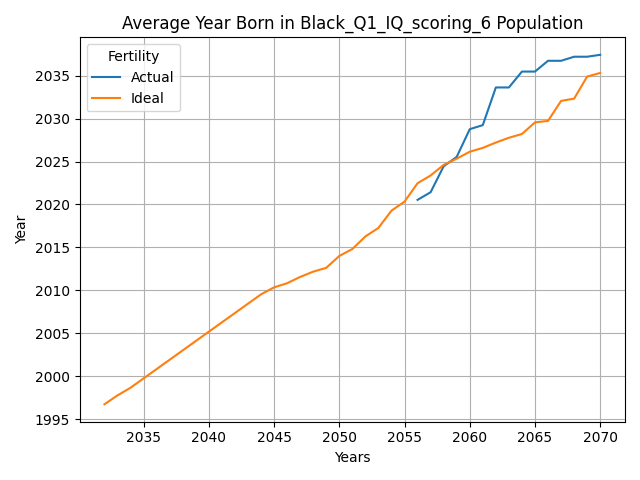 Average Year Born in Black_Q1_IQ_scoring_6 Population
Fertility
Actual
Ideal
2035
2030
2025
2020
2015
2010
2005
2000
1995
Year
2035 2040 2045 2050 2055 2060 2065 2070
Years